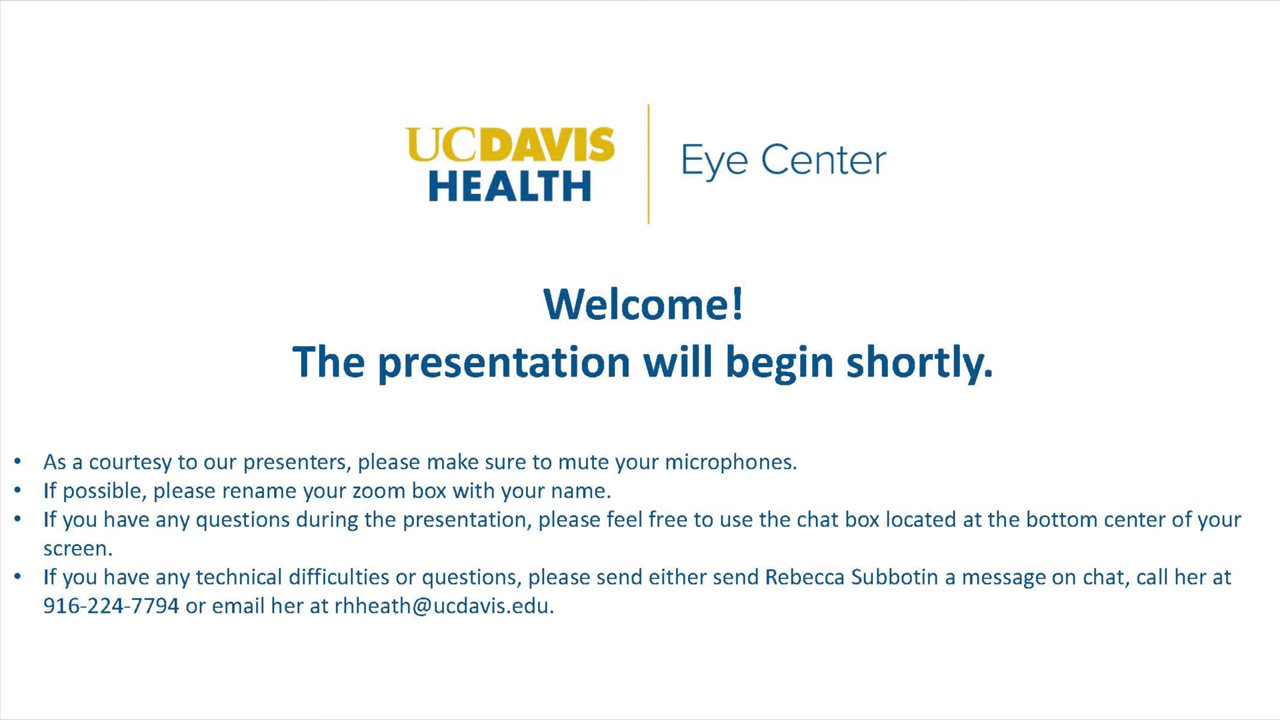 UCDAVIS
HEALTH
Eye Center
Welcome!
The presentation will begin shortly.
• As a courtesy to our presenters, please make sure to mute your microphones.
• If possible, please rename your zoom box with your name.
• If you have any questions during the presentation, please feel free to use the chat box located at the bottom center of your
screen.
• If you have any technical difficulties or questions, please send either send Rebecca Subbotin a message on chat, call her at
916-224-7794 or email her at rhheath@ucdavis.edu.